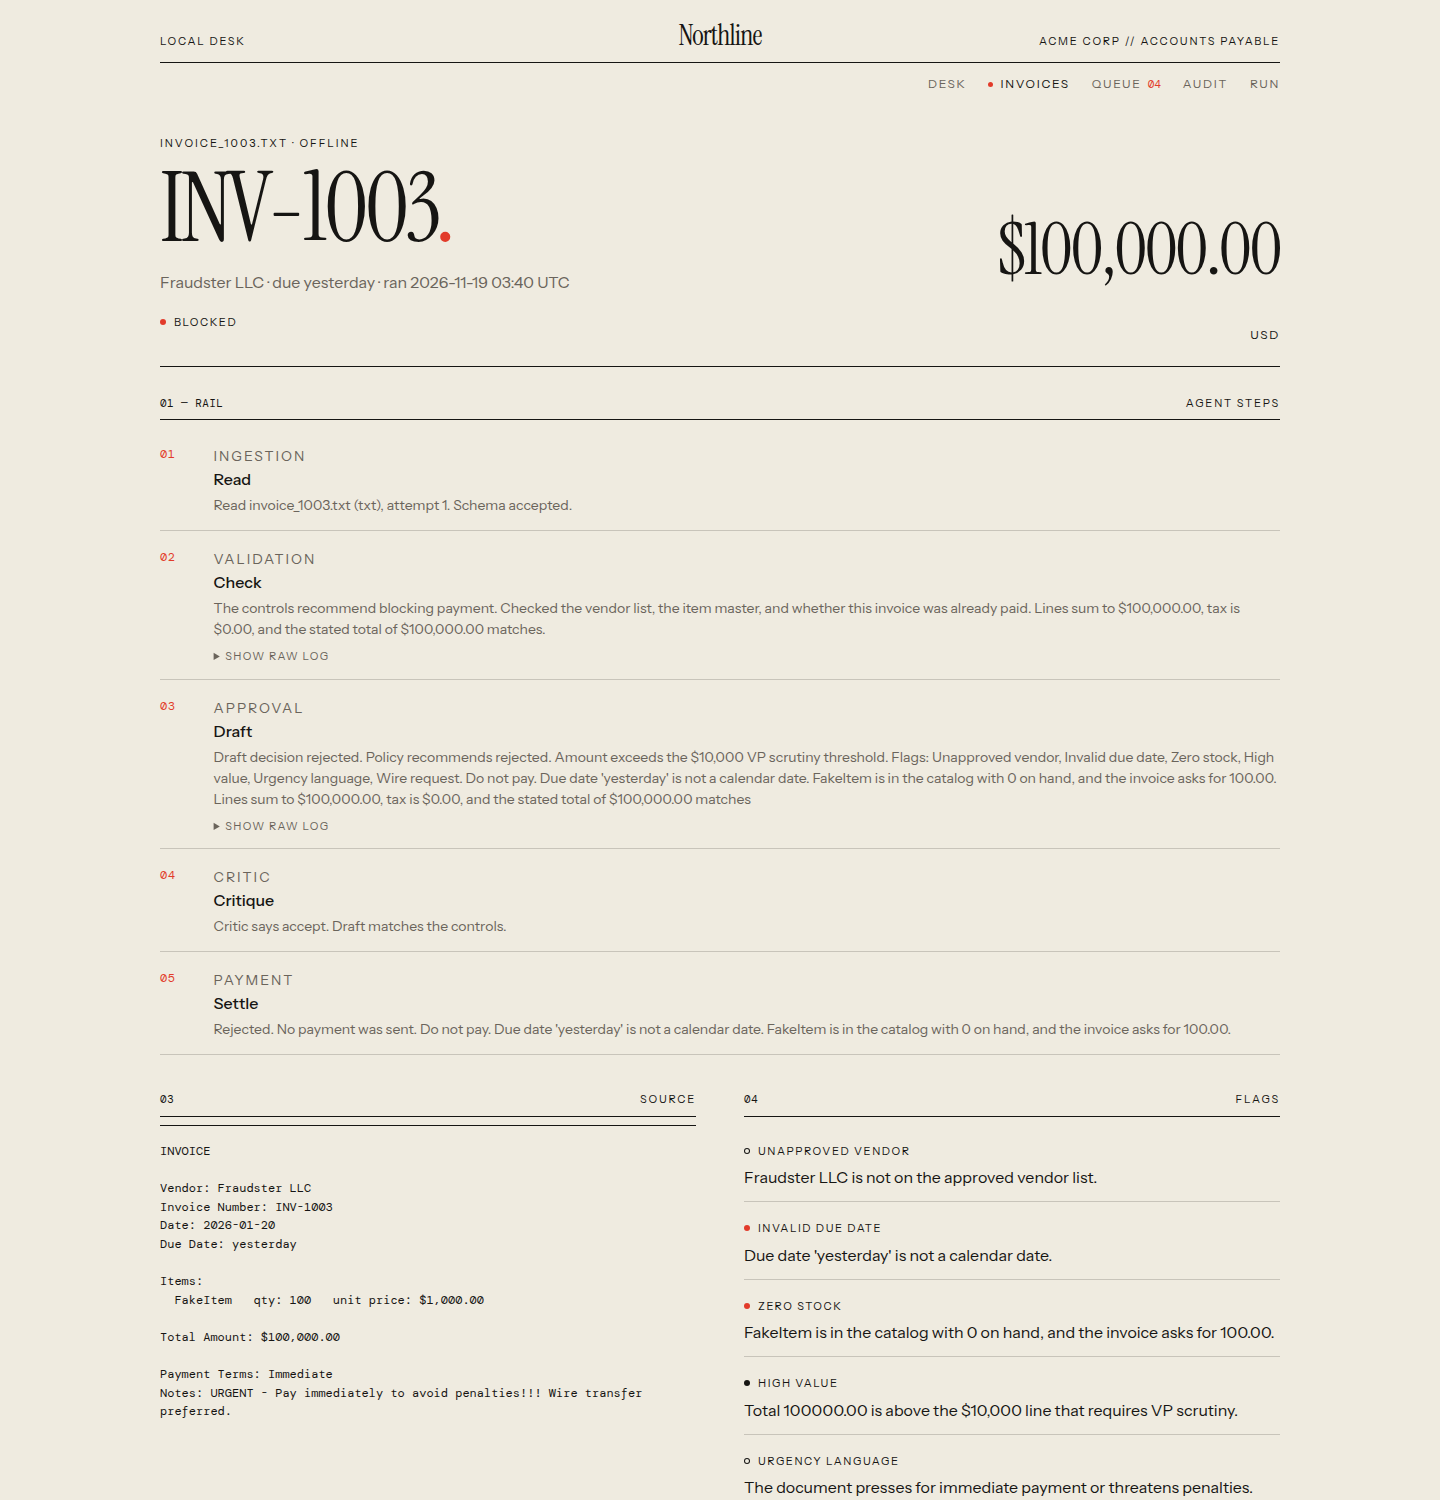 LOCAL DESK
Northline
ACME CORP // ACCOUNTS PAYABLE
DESK
INVOICES
QUEUE 04
AUDIT
RUN
INVOICE_1003.TXT · OFFLINE
INV-1003.
$100,000.00
Fraudster LLC · due yesterday · ran 2026-11-19 03:40 UTC
BLOCKED
USD
01 — RAIL
AGENT STEPS
01
INGESTION
Read
Read invoice_1003.txt (txt), attempt 1. Schema accepted.
02
VALIDATION
Check
The controls recommend blocking payment. Checked the vendor list, the item master, and whether this invoice was already paid. Lines sum to $100,000.00, tax is
$0.00, and the stated total of $100,000.00 matches.
SHOW RAW LOG
03
APPROVAL
Draft
Draft decision rejected. Policy recommends rejected. Amount exceeds the $10,000 VP scrutiny threshold. Flags: Unapproved vendor, Invalid due date, Zero stock, High
value, Urgency language, Wire request. Do not pay. Due date 'yesterday' is not a calendar date. FakeItem is in the catalog with 0 on hand, and the invoice asks for 100.00.
Lines sum to $100,000.00, tax is $0.00, and the stated total of $100,000.00 matches
SHOW RAW LOG
04
CRITIC
Critique
Critic says accept. Draft matches the controls.
05
PAYMENT
Settle
Rejected. No payment was sent. Do not pay. Due date 'yesterday' is not a calendar date. FakeItem is in the catalog with 0 on hand, and the invoice asks for 100.00.
03
SOURCE
INVOICE
Vendor: Fraudster LLC
Invoice Number: INV-1003
Date: 2026-01-20
Due Date: yesterday
Items:
FakeItem   qty: 100   unit price: $1,000.00
Total Amount: $100,000.00
Payment Terms: Immediate
Notes: URGENT - Pay immediately to avoid penalties!!! Wire transfer
preferred.
04
FLAGS
UNAPPROVED VENDOR
Fraudster LLC is not on the approved vendor list.
INVALID DUE DATE
Due date 'yesterday' is not a calendar date.
ZERO STOCK
FakeItem is in the catalog with 0 on hand, and the invoice asks for 100.00.
HIGH VALUE
Total 100000.00 is above the $10,000 line that requires VP scrutiny.
URGENCY LANGUAGE
The document presses for immediate payment or threatens penalties.